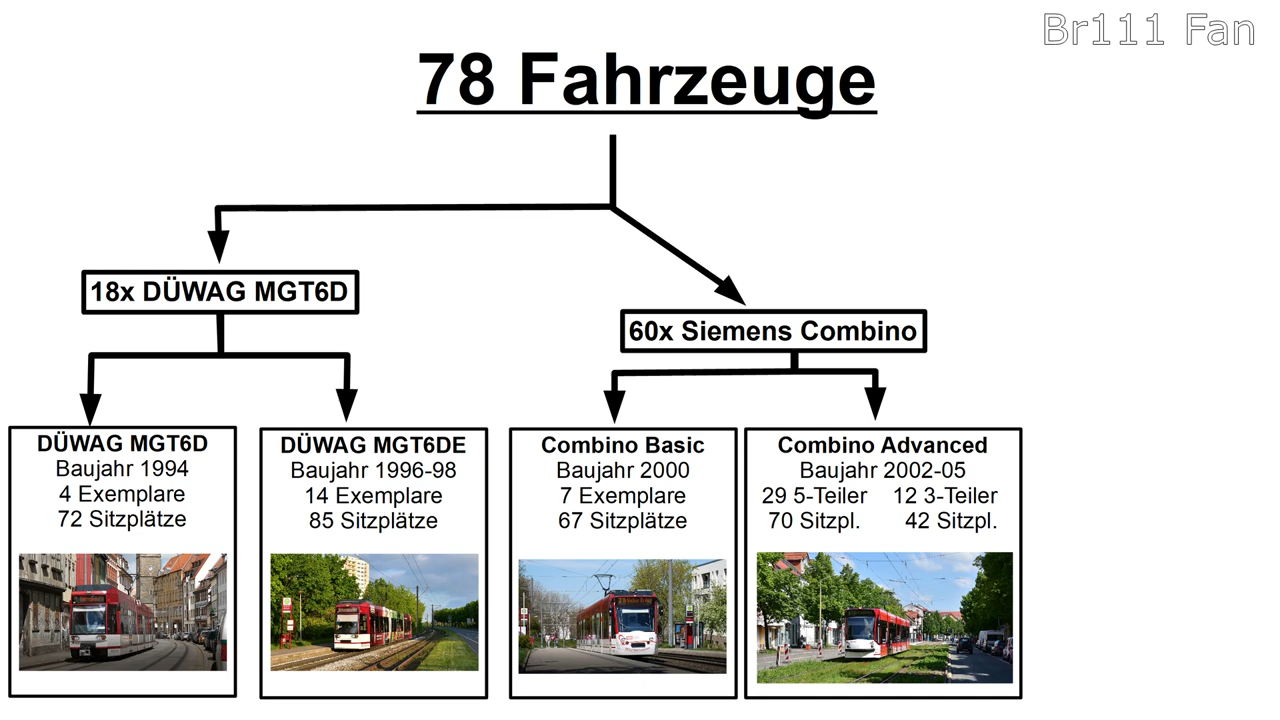 Br111 Fan
78 Fahrzeuge
18x DÜWAG MGT6D
60x Siemens Combino
DÜWAG MGT6D
Baujahr 1994
4 Exemplare
72 Sitzplätze
DÜWAG MGT6DE
Baujahr 1996-98
14 Exemplare
85 Sitzplätze
Combino Basic
Baujahr 2000
7 Exemplare
67 Sitzplätze
Combino Advanced
Baujahr 2002-05
29 5-Teiler 12 3-Teiler
70 Sitzpl. 42 Sitzpl.